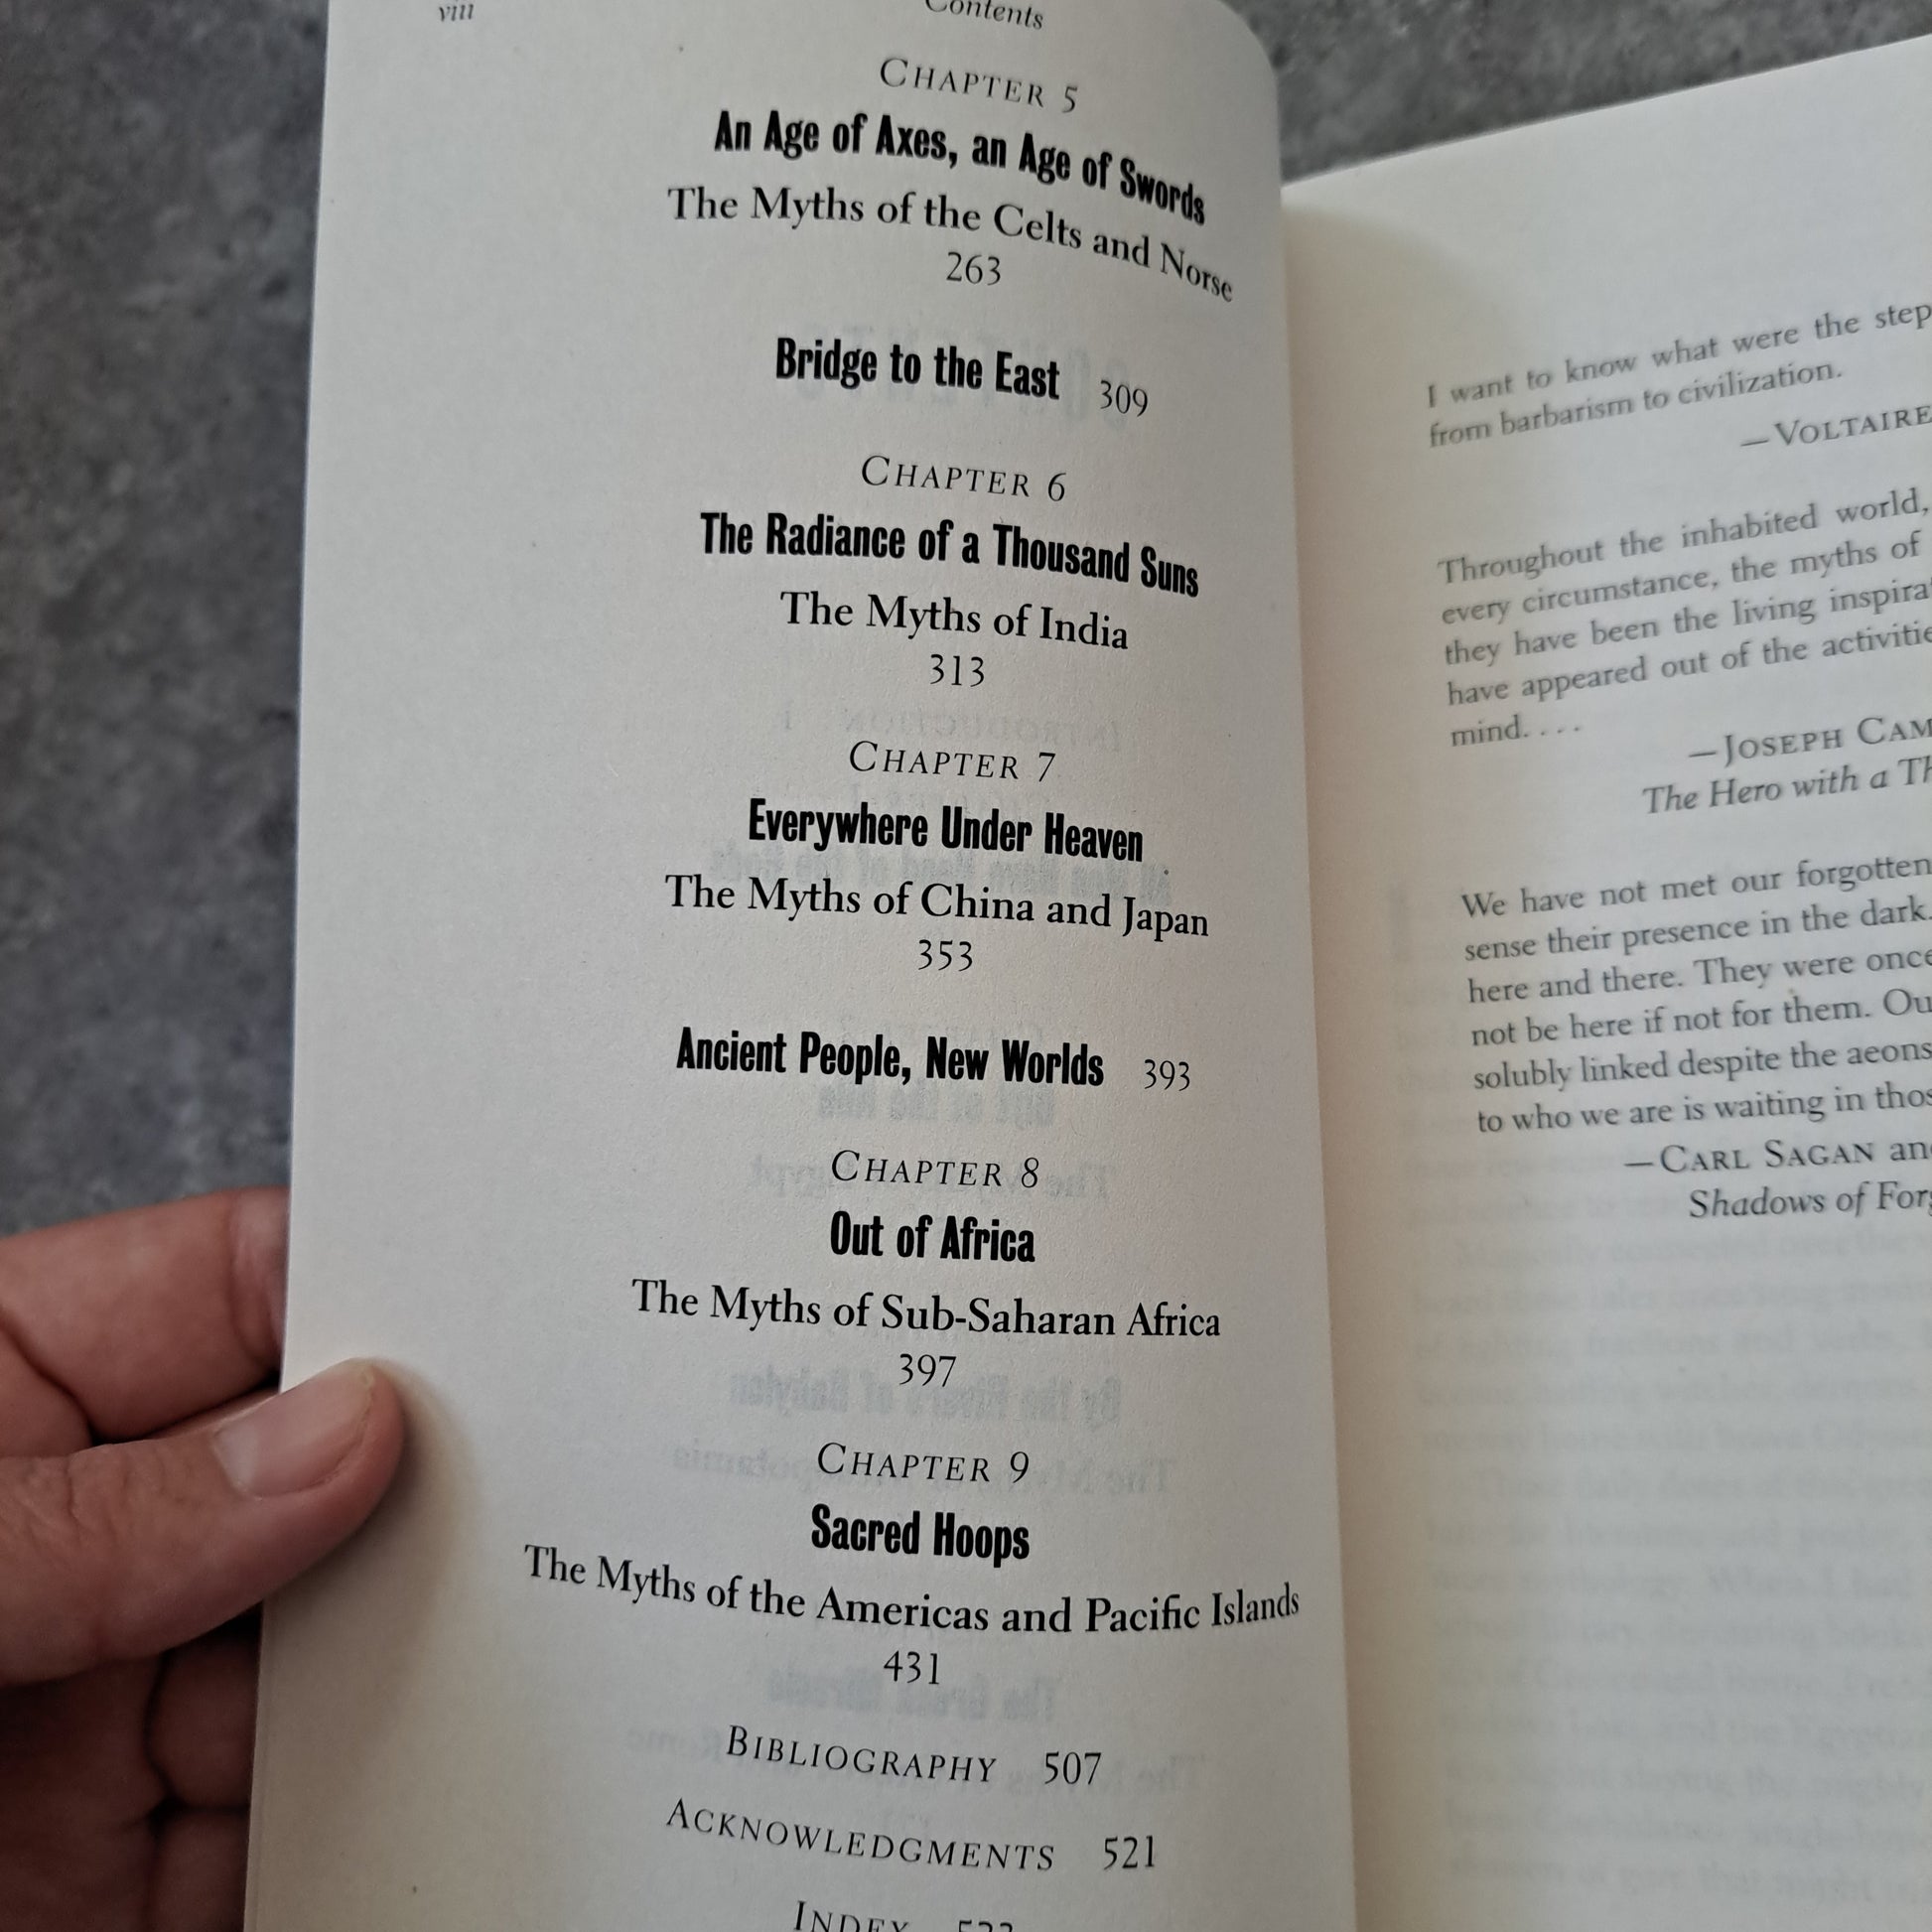 viii
Contents
CHAPTER 5
An Age of Axes, an Age of Swords
The Myths of the Celts and Norse
263
Bridge to the East 309
CHAPTER 6
The Radiance of a Thousand Suns
The Myths of India
313
CHAPTER 7
Everywhere Under Heaven
The Myths of China and Japan
353
Ancient People, New Worlds 393
CHAPTER 8
Out of Africa
The Myths of Sub-Saharan Africa
397
CHAPTER 9
Sacred Hoops
The Myths of the Americas and Pacific Islands
431
BIBLIOGRAPHY 507
ACKNOWLEDGMENTS 521
INDEX
I want to know what were the step
from barbarism to civilization.
—VOLTAIRE
Throughout the inhabited world,
every circumstance, the myths of
they have been the living inspira
have appeared out of the activitie
mind. . . .
—JOSEPH CAM
The Hero with a Th
We have not met our forgotten
sense their presence in the dark.
here and there. They were once
not be here if not for them. Ou
solubly linked despite the aeons
to who we are is waiting in thos
—CARL SAGAN an
Shadows of Forg